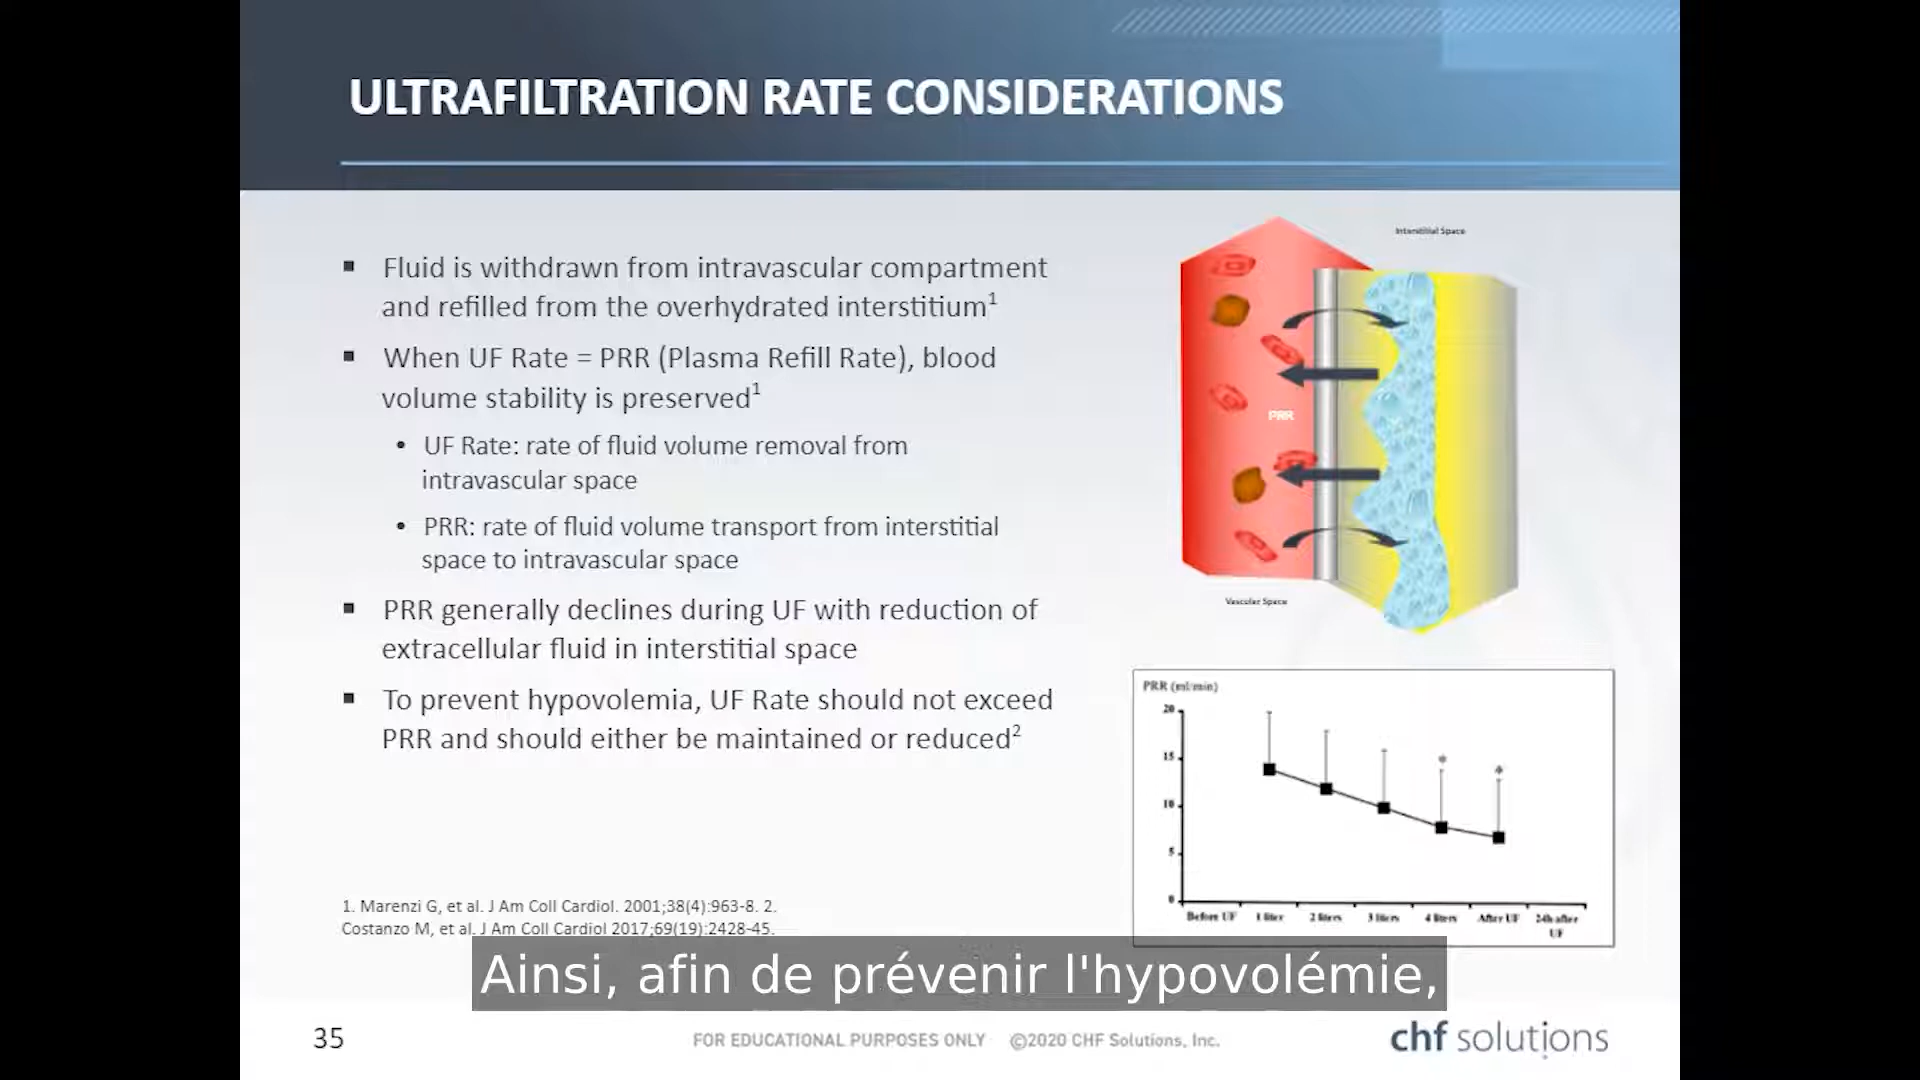 ULTRAFILTRATION RATE CONSIDERATIONS
▪ Fluid is withdrawn from intravascular compartment
and refilled from the overhydrated interstitium¹
▪ When UF Rate = PRR (Plasma Refill Rate), blood
volume stability is preserved¹
• UF Rate: rate of fluid volume removal from
intravascular space
• PRR: rate of fluid volume transport from interstitial
space to intravascular space
▪ PRR generally declines during UF with reduction of
extracellular fluid in interstitial space
▪ To prevent hypovolemia, UF Rate should not exceed
PRR and should either be maintained or reduced²
Interstitial Space
PRR
Vascular Space
PRR (ml/min)
20
15
10
5
0
* *
Before UF 1 liter 2 liters 3 liters 4 liters After UF 24h after
UF
1. Marenzi G, et al. J Am Coll Cardiol. 2001;38(4):963-8. 2.
Costanzo M, et al. J Am Coll Cardiol 2017;69(19):2428-45.
Ainsi, afin de prévenir l'hypovolémie,
35
FOR EDUCATIONAL PURPOSES ONLY ©2020 CHF Solutions, Inc.
chf solutions